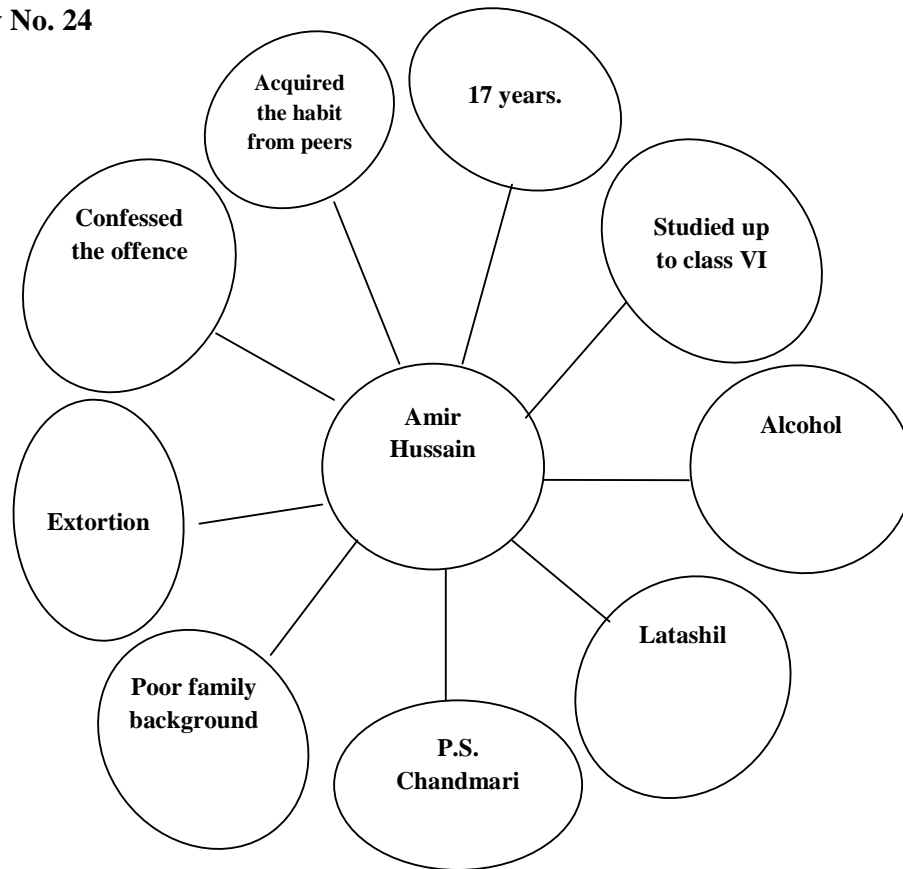 No. 24
Acquired
the habit
from peers
17 years.
Confessed
the offence
Studied up
to class VI
Amir
Hussain
Alcohol
Extortion
Latashil
Poor family
background
P.S.
Chandmari